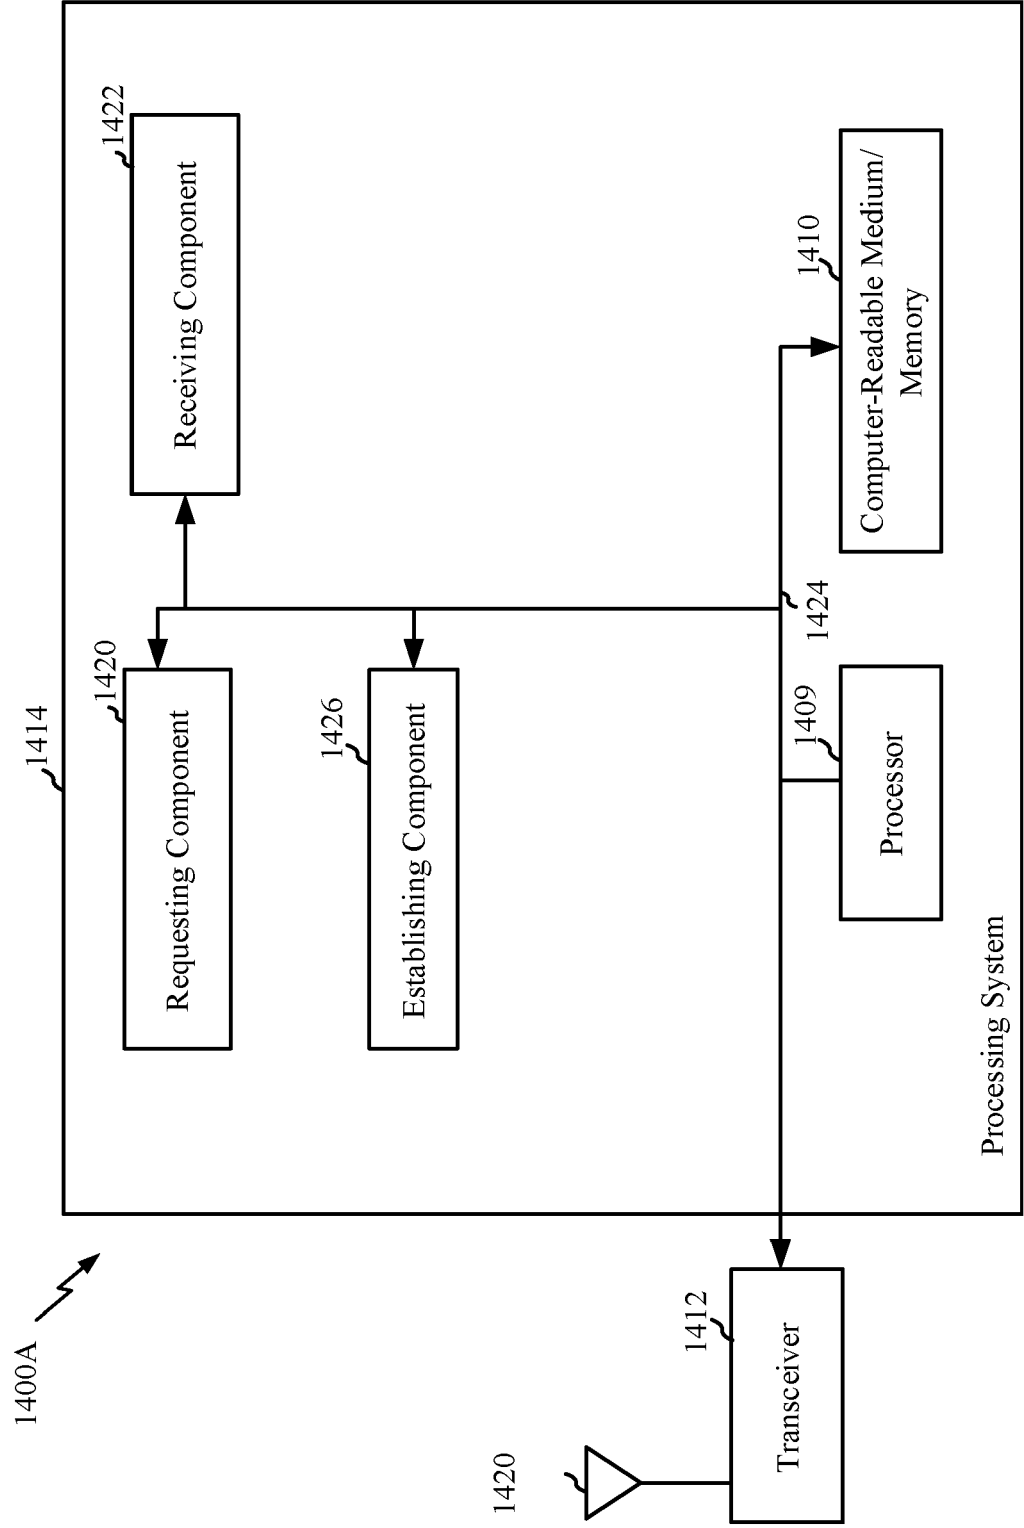 1400A
1414
1420
Requesting Component
1422
Receiving Component
1426
Establishing Component
1424
1409
Processor
1410
Computer-Readable Medium/
Memory
Processing System
1420
1412
Transceiver